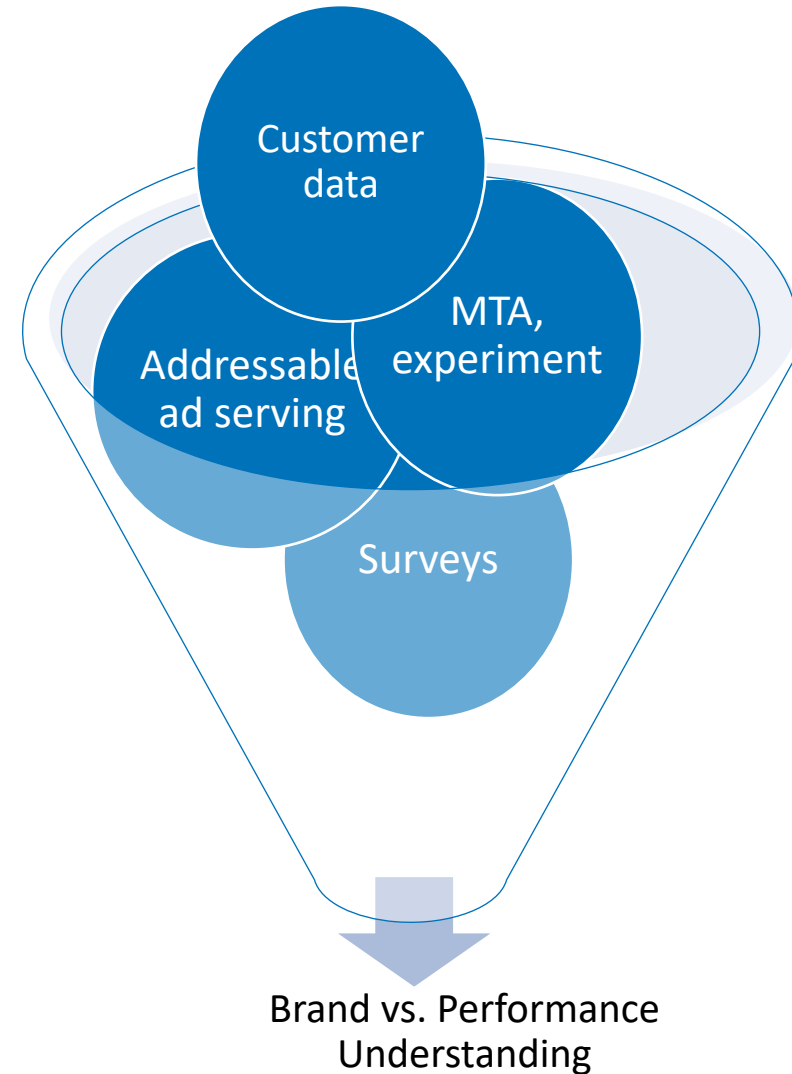 Customer
data
MTA,
experiment
Addressable
ad serving
Surveys
Brand vs. Performance
Understanding